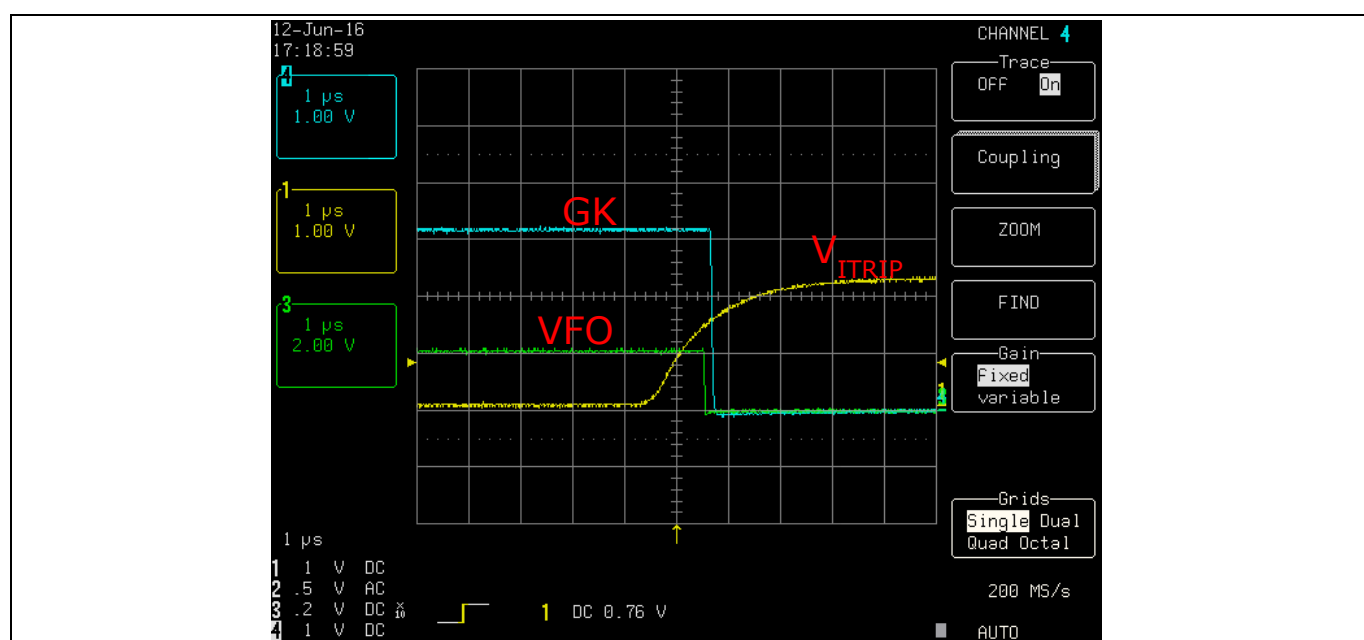 12-Jun-16
17:18:59
4
1 µs
1.00 V
1
1 µs
1.00 V
3
1 µs
2.00 V
GK
VITRIP
VFO
CHANNEL 4
Trace
OFF On
Coupling
ZOOM
FIND
Gain
Fixed
variable
Grids
Single Dual
Quad Octal
200 MS/s
AUTO
1 µs
1 1 V DC
2 .5 V AC
3 .2 V DC X10
4 1 V DC
1 DC 0.76 V